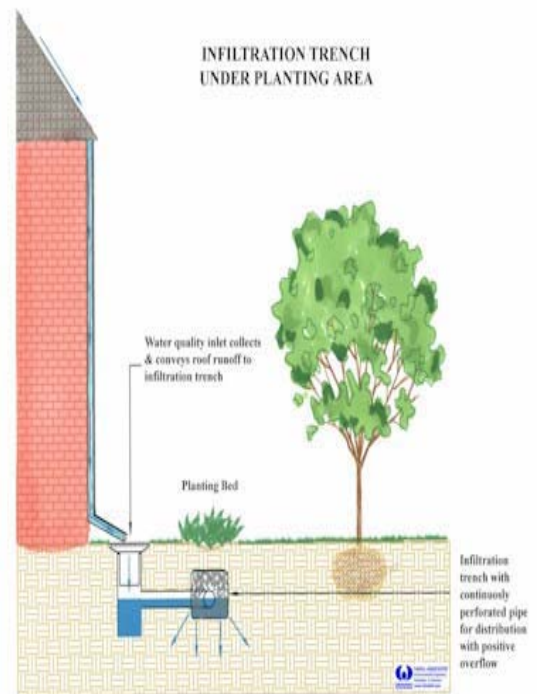 INFILTRATION TRENCH
UNDER PLANTING AREA
Water quality inlet collects
& conveys roof runoff to
infiltration trench
Planting Bed
Infiltration
trench with
continuosly
perforated pipe
for distribution
with positive
overflow